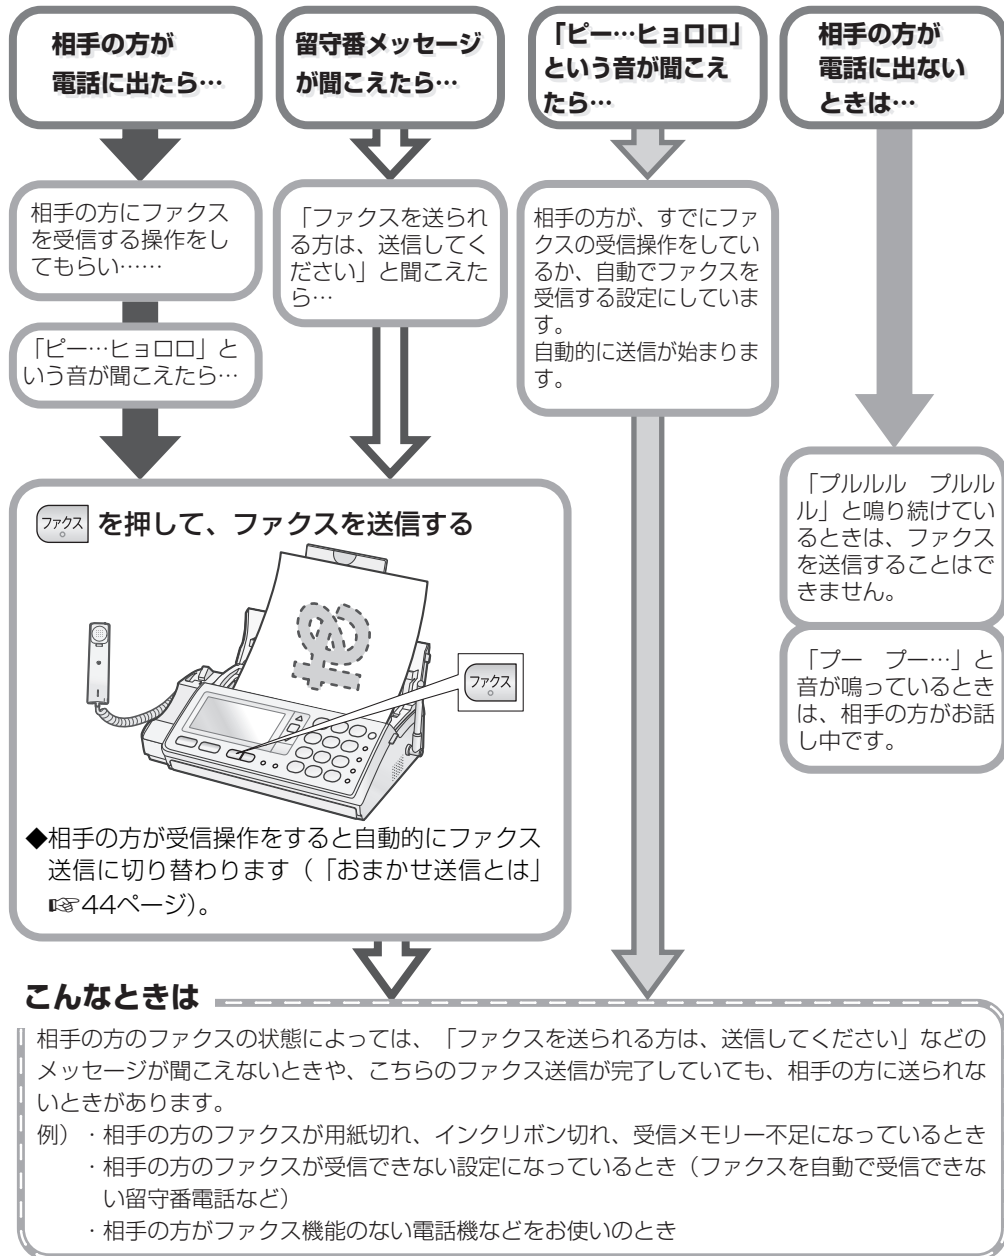 相手の方が
電話に出たら…
留守番メッセージ
が聞こえたら…
「ピー…ヒョロロ」
という音が聞こえ
たら…
相手の方が
電話に出ない
ときは…
相手の方にファクス
を受信する操作をし
てもらい……
「ピー…ヒョロロ」と
いう音が聞こえたら…
「ファクスを送られ
る方は、送信してく
ださい」と聞こえた
ら…
相手の方が、すでにファ
クスの受信操作をしてい
るか、自動でファクスを
受信する設定にしていま
す。
自動的に送信が始まりま
す。
「プルルル　プルル
ル」と鳴り続けてい
るときは、ファクス
を送信することはで
きません。
「プー　プー…」と
音が鳴っているとき
は、相手の方がお話
し中です。
ファクス を押して、ファクスを送信する
ファクス
◆相手の方が受信操作をすると自動的にファクス
送信に切り替わります（「おまかせ送信とは」
☞44ページ）。
こんなときは
相手の方のファクスの状態によっては、「ファクスを送られる方は、送信してください」などの
メッセージが聞こえないときや、こちらのファクス送信が完了していても、相手の方に送られな
いときがあります。
例）・相手の方のファクスが用紙切れ、インクリボン切れ、受信メモリー不足になっているとき
・相手の方のファクスが受信できない設定になっているとき（ファクスを自動で受信できな
い留守番電話など）
・相手の方がファクス機能のない電話機などをお使いのとき